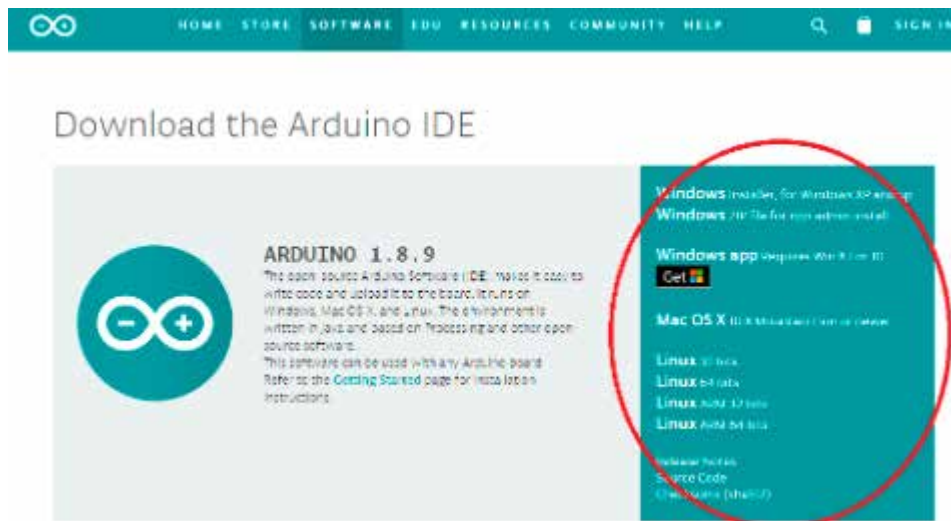 HOME STORE SOFTWARE EDU RESOURCES COMMUNITY HELP SIGN IN
Download the Arduino IDE
ARDUINO 1.8.9
The open-source Arduino Software (IDE) makes it easy to
write code and upload it to the board. It runs on
Windows, Mac OS X, and Linux. The environment is
written in Java and based on Processing and other open-
source software.
This software can be used with any Arduino board.
Refer to the Getting Started page for Installation
instructions.
Windows Installer, for Windows XP and up
Windows ZIP file for non admin install
Windows app Requires Win 8.1 or 10
Get
Mac OS X 10.8 Mountain Lion or newer
Linux 32 bits
Linux 64 bits
Linux ARM 32 bits
Linux ARM 64 bits
Release Notes
Source Code
Checksums (sha512)